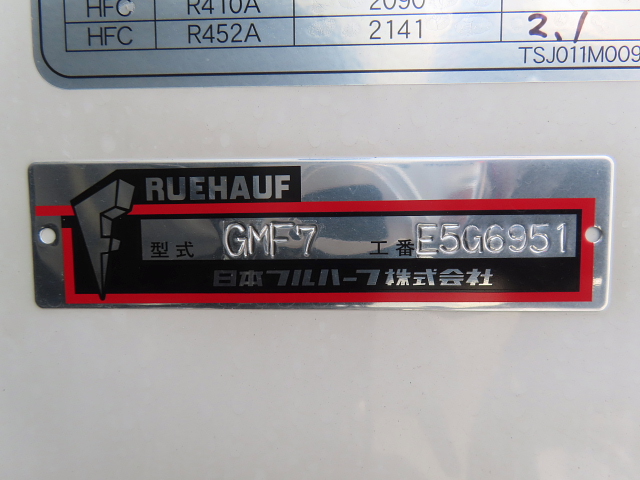 HFC R410A 2090
HFC R452A 2141 2.1
TSJ011M009
RUEHAUF
型式 GMF7 工番 E5G6951
日本フルハーフ株式会社